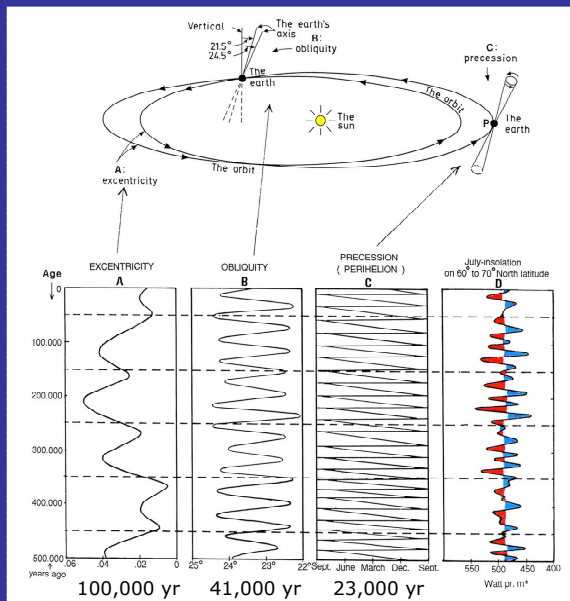 Vertical
The earth's
axis
21.5°
24.5°
B:
obliquity
The
earth
C:
precession
The orbit
The
sun
P
The
earth
A:
excentricity
The orbit
Age
EXCENTRICITY
A
OBLIQUITY
B
PRECESSION
( PERIHELION )
C
July-insolation
on 60° to 70° North latitude
D
0
100.000
200.000
300.000
400.000
500.000
years ago
.06 .04 .02 0
25° 24° 23° 22°
Sept. June March Dec. Sept.
600 500 400
Watt pr. m²
100,000 yr 41,000 yr 23,000 yr